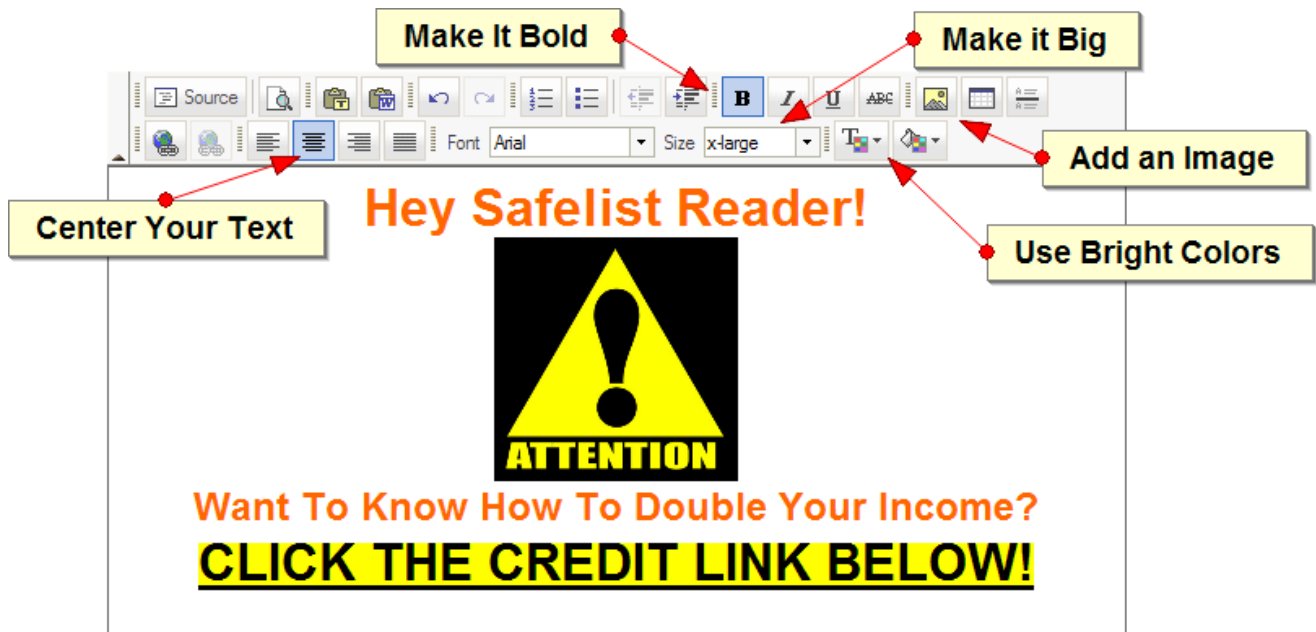 Make It Bold
Make it Big
Source
B I U ABC
Font Arial Size x-large
Add an Image
Center Your Text
Hey Safelist Reader!
Use Bright Colors
ATTENTION
Want To Know How To Double Your Income?
CLICK THE CREDIT LINK BELOW!